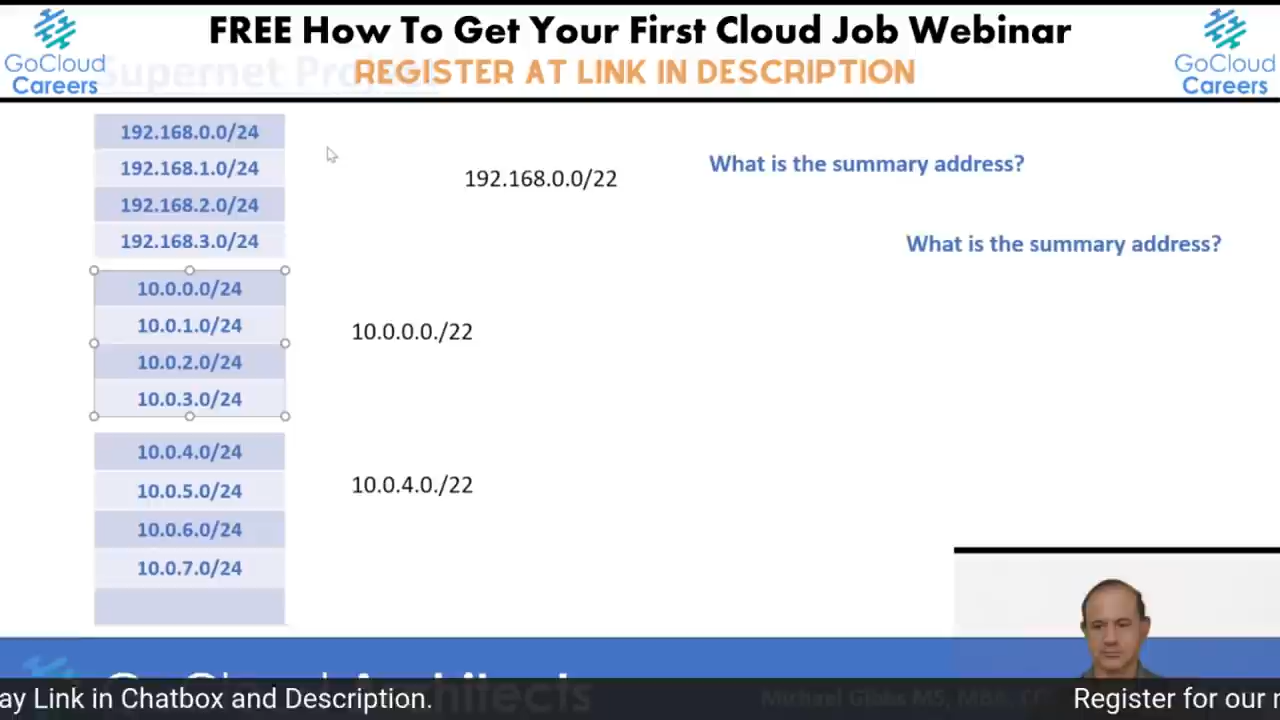 FREE How To Get Your First Cloud Job Webinar
REGISTER AT LINK IN DESCRIPTION
GoCloud
Careers
GoCloud
Careers
192.168.0.0/24
192.168.1.0/24
192.168.2.0/24
192.168.3.0/24
192.168.0.0/22
What is the summary address?
What is the summary address?
10.0.0.0/24
10.0.1.0/24
10.0.2.0/24
10.0.3.0/24
10.0.0.0./22
10.0.4.0/24
10.0.5.0/24
10.0.6.0/24
10.0.7.0/24
10.0.4.0./22
Go Cloud Architects
ay Link in Chatbox and Description.
Register for our